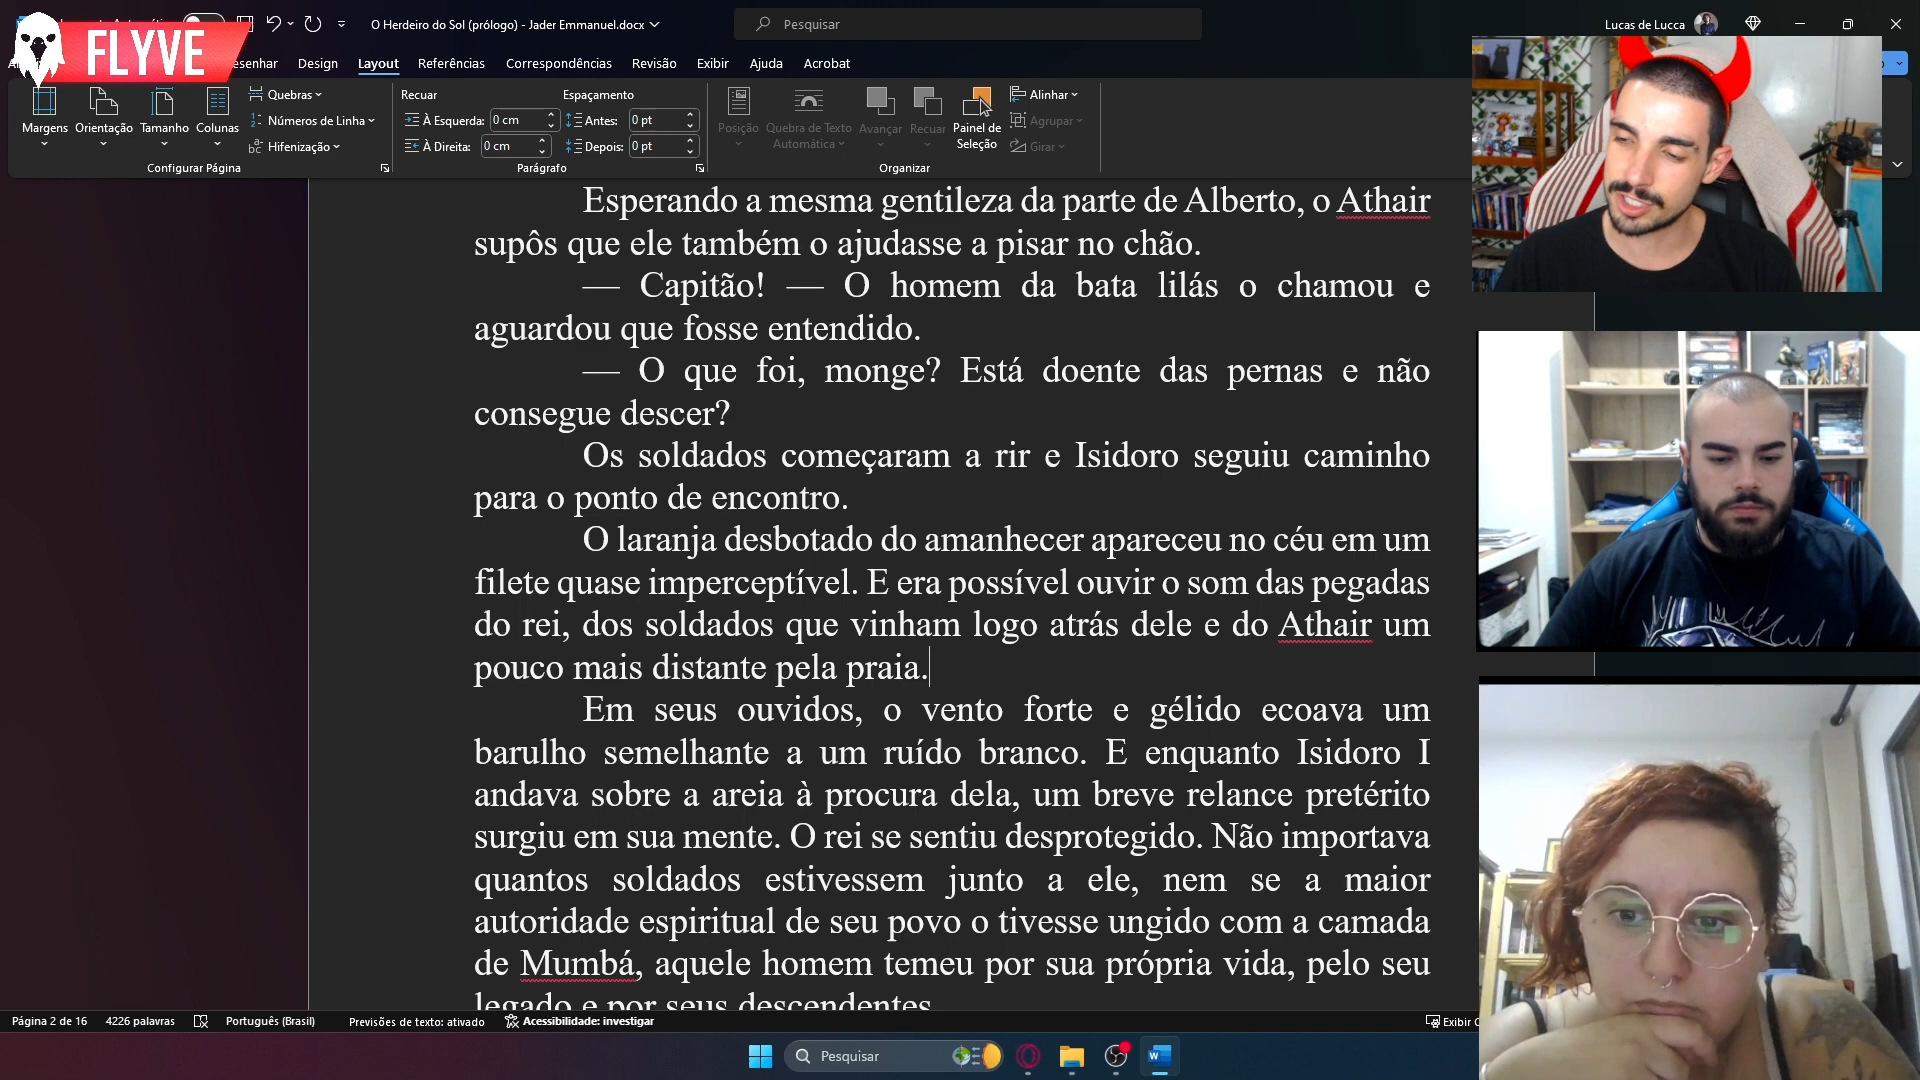 FLYVE
O Herdeiro do Sol (prólogo) - Jader Emmanuel.docx
Pesquisar
Lucas de Lucca
Design Layout Referências Correspondências Revisão Exibir Ajuda Acrobat
Margens
Orientação
Tamanho
Colunas
Quebras
Números de Linha
Hifenização
Configurar Página
Recuar
Espaçamento
À Esquerda: 0 cm
Antes: 0 pt
À Direita: 0 cm
Depois: 0 pt
Parágrafo
Posição
Quebra de Texto
Automática
Avançar
Recuar
Painel de
Seleção
Alinhar
Agrupar
Girar
Organizar
Esperando a mesma gentileza da parte de Alberto, o Athair
supôs que ele também o ajudasse a pisar no chão.
— Capitão! — O homem da bata lilás o chamou e
aguardou que fosse entendido.
— O que foi, monge? Está doente das pernas e não
consegue descer?
Os soldados começaram a rir e Isidoro seguiu caminho
para o ponto de encontro.
O laranja desbotado do amanhecer apareceu no céu em um
filete quase imperceptível. E era possível ouvir o som das pegadas
do rei, dos soldados que vinham logo atrás dele e do Athair um
pouco mais distante pela praia.
Em seus ouvidos, o vento forte e gélido ecoava um
barulho semelhante a um ruído branco. E enquanto Isidoro I
andava sobre a areia à procura dela, um breve relance pretérito
surgiu em sua mente. O rei se sentiu desprotegido. Não importava
quantos soldados estivessem junto a ele, nem se a maior
autoridade espiritual de seu povo o tivesse ungido com a camada
de Mumbá, aquele homem temeu por sua própria vida, pelo seu
legado e por seus descendentes.
Página 2 de 16 4226 palavras Português (Brasil) Previsões de texto: ativado Acessibilidade: investigar Exibir
Pesquisar